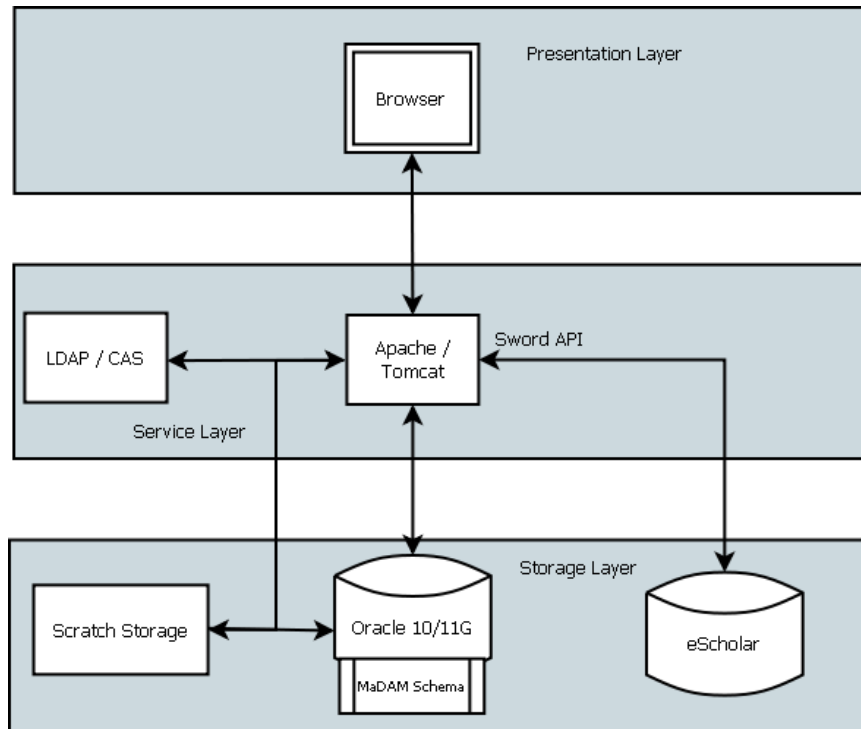 Presentation Layer
Browser
LDAP / CAS
Apache /
Tomcat
Sword API
Service Layer
Storage Layer
Scratch Storage
Oracle 10/11G
MaDAM Schema
eScholar